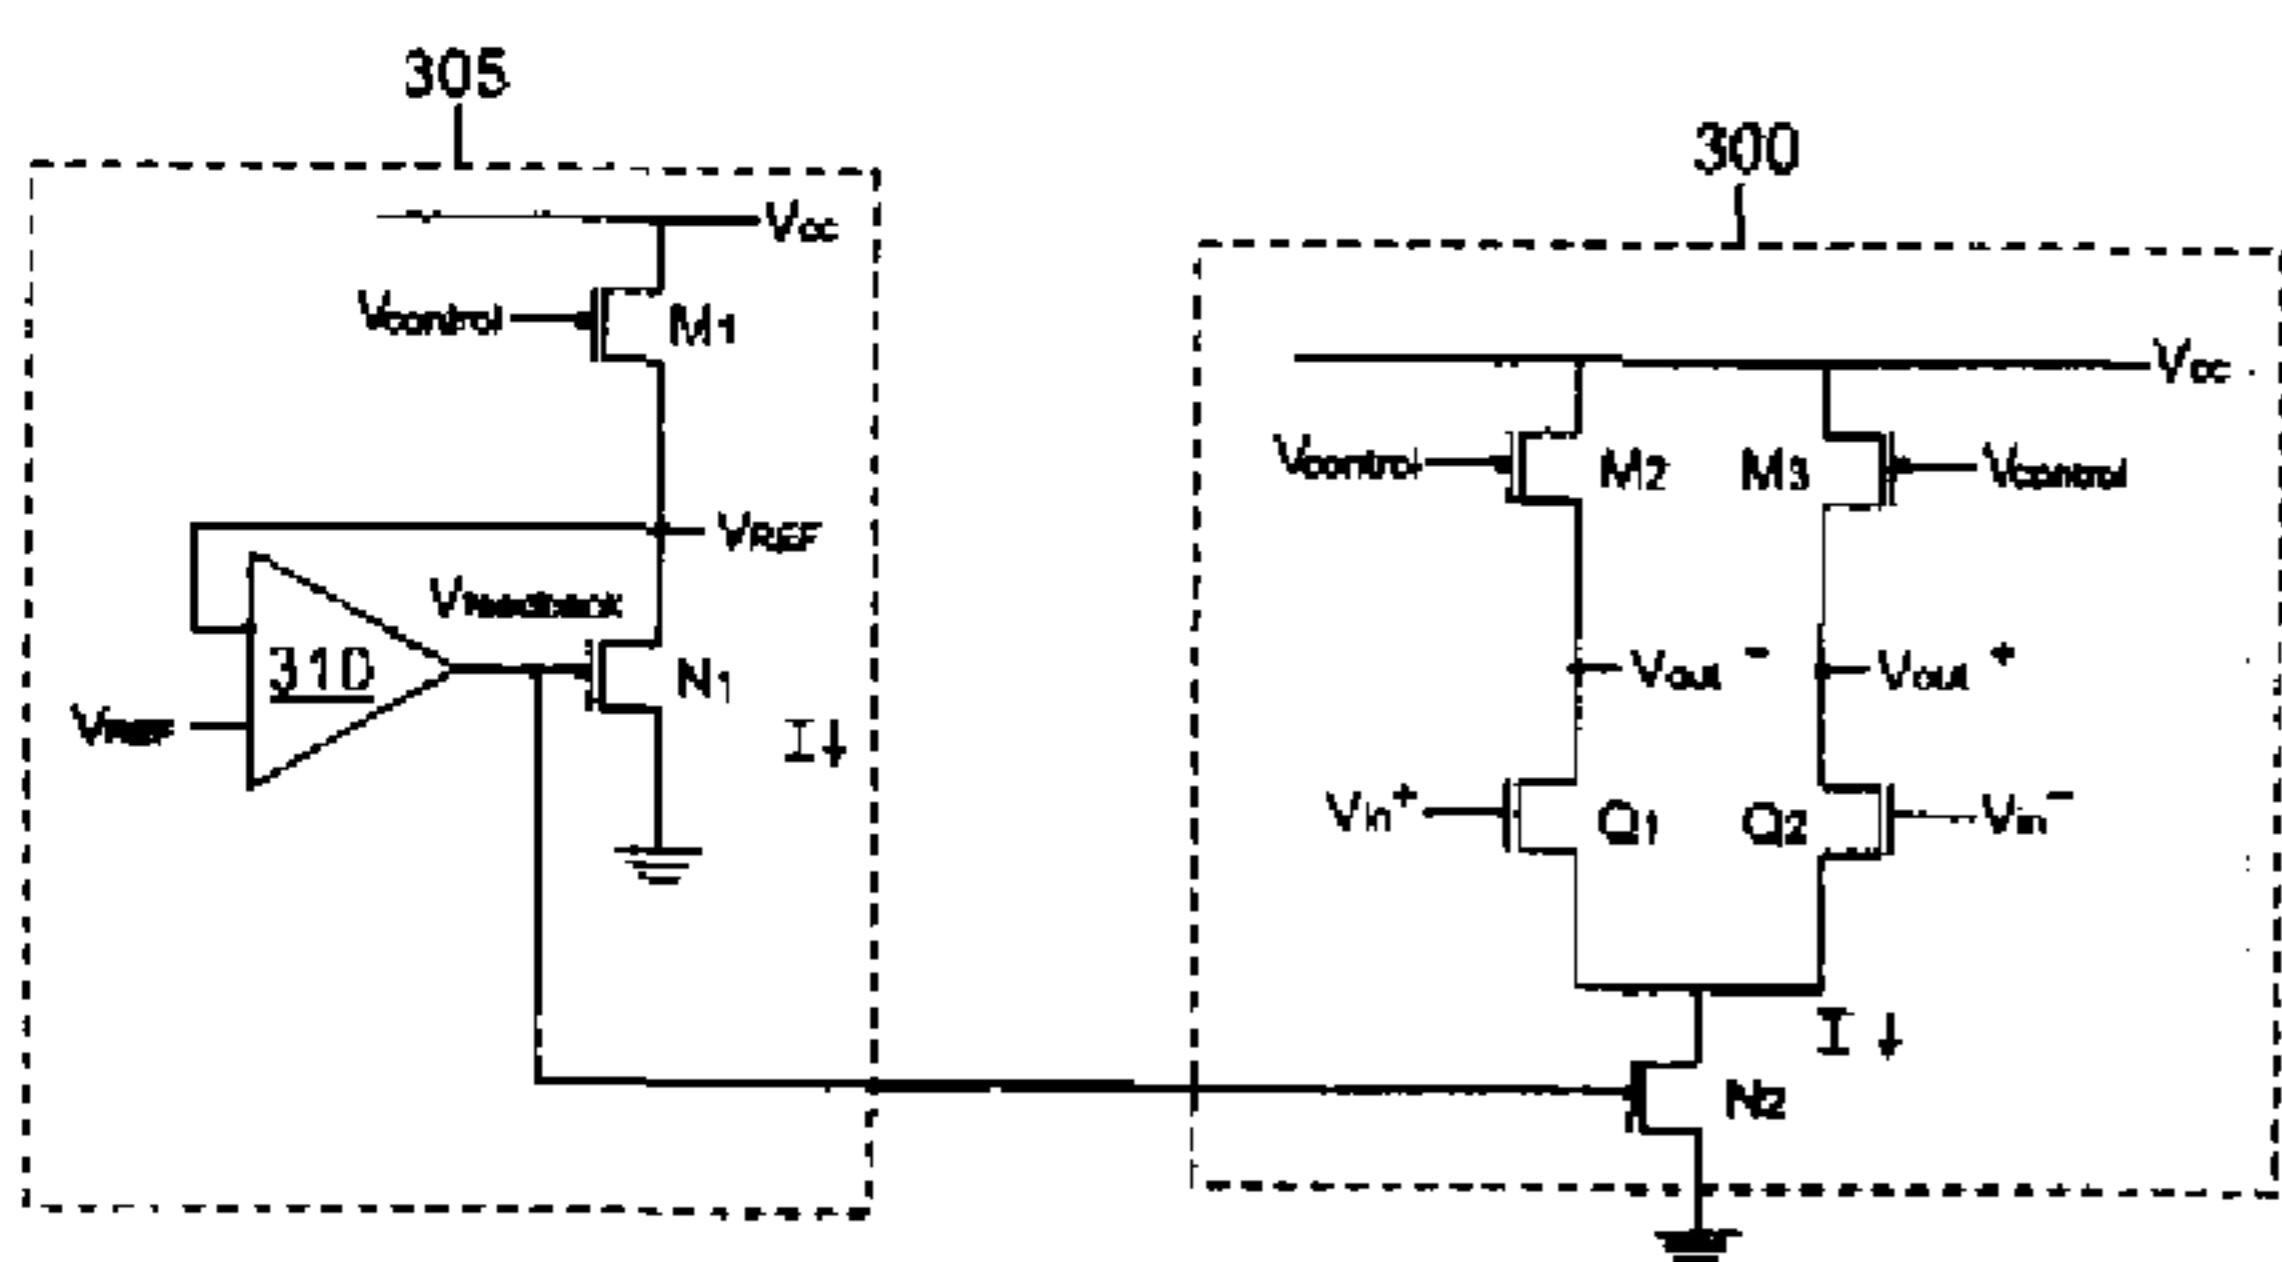 305
300
Vcc
Vcontrol
M1
Vcc
Vcontrol
M2
M3
Vcontrol
VREF
Vfeedback
310
N1
VREF
I↓
Vout -
Vout +
Vin+
Q1
Q2
Vin-
I ↓
N2